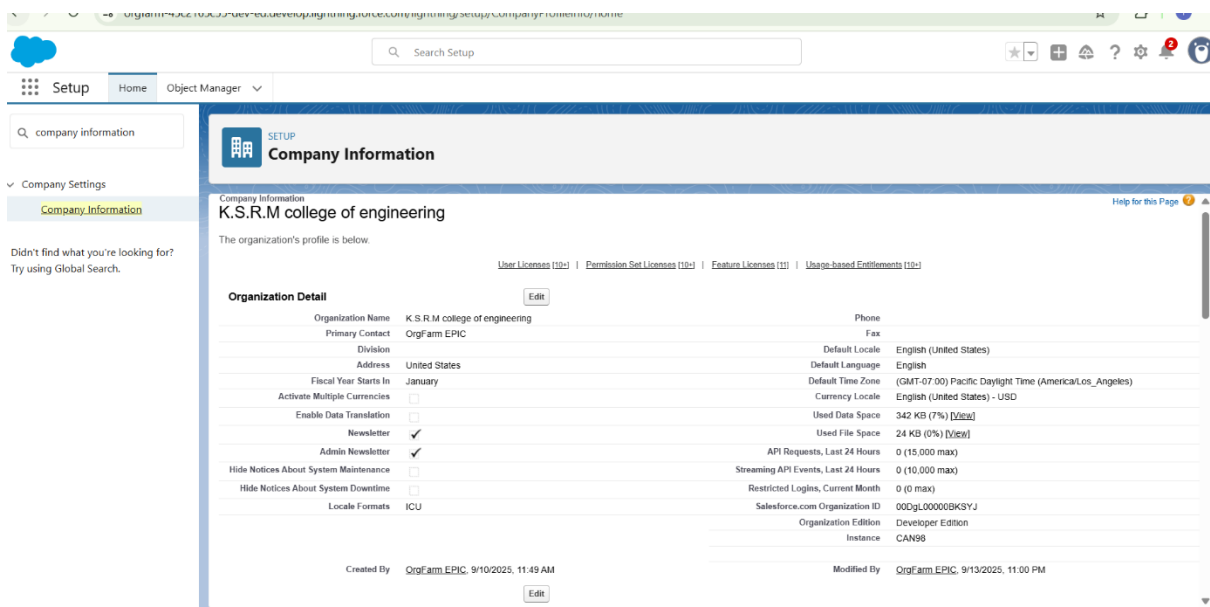 Search Setup
2
Setup
Home
Object Manager
company information
Company Settings
Company Information
Didn't find what you're looking for?
Try using Global Search.
SETUP
Company Information
Company Information
K.S.R.M college of engineering
Help for this Page
The organization's profile is below.
User Licenses [10+] | Permission Set Licenses [10+] | Feature Licenses [11] | Usage-based Entitlements [10+]
Organization Detail Edit
Organization Name K.S.R.M college of engineering Phone
Primary Contact OrgFarm EPIC Fax
Division Default Locale English (United States)
Address United States Default Language English
Fiscal Year Starts In January Default Time Zone (GMT-07:00) Pacific Daylight Time (America/Los_Angeles)
Activate Multiple Currencies Currency Locale English (United States) - USD
Enable Data Translation Used Data Space 342 KB (7%) [View]
Newsletter Used File Space 24 KB (0%) [View]
Admin Newsletter API Requests, Last 24 Hours 0 (15,000 max)
Hide Notices About System Maintenance Streaming API Events, Last 24 Hours 0 (10,000 max)
Hide Notices About System Downtime Restricted Logins, Current Month 0 (0 max)
Locale Formats ICU Salesforce.com Organization ID 00DgL00000BKSYJ
Organization Edition Developer Edition
Instance CAN98
Created By OrgFarm EPIC, 9/10/2025, 11:49 AM Modified By OrgFarm EPIC, 9/13/2025, 11:00 PM
Edit